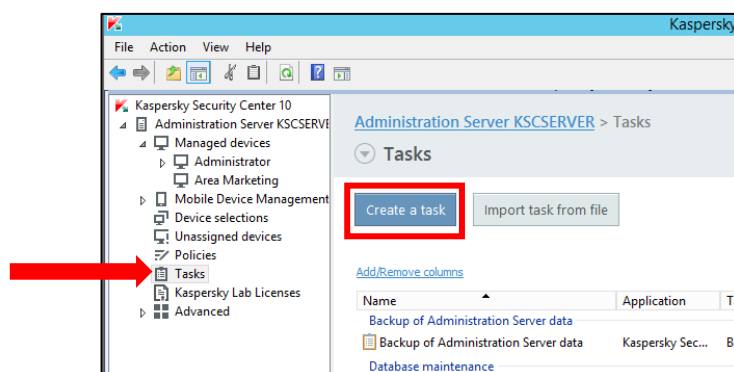 Kaspersky
File Action View Help
Kaspersky Security Center 10
Administration Server KSCSERVE
Managed devices
Administrator
Area Marketing
Mobile Device Management
Device selections
Unassigned devices
Policies
Tasks
Kaspersky Lab Licenses
Advanced
Administration Server KSCSERVER > Tasks
Tasks
Create a task Import task from file
Add/Remove columns
Name Application T
Backup of Administration Server data
Backup of Administration Server data Kaspersky Sec... B
Database maintenance